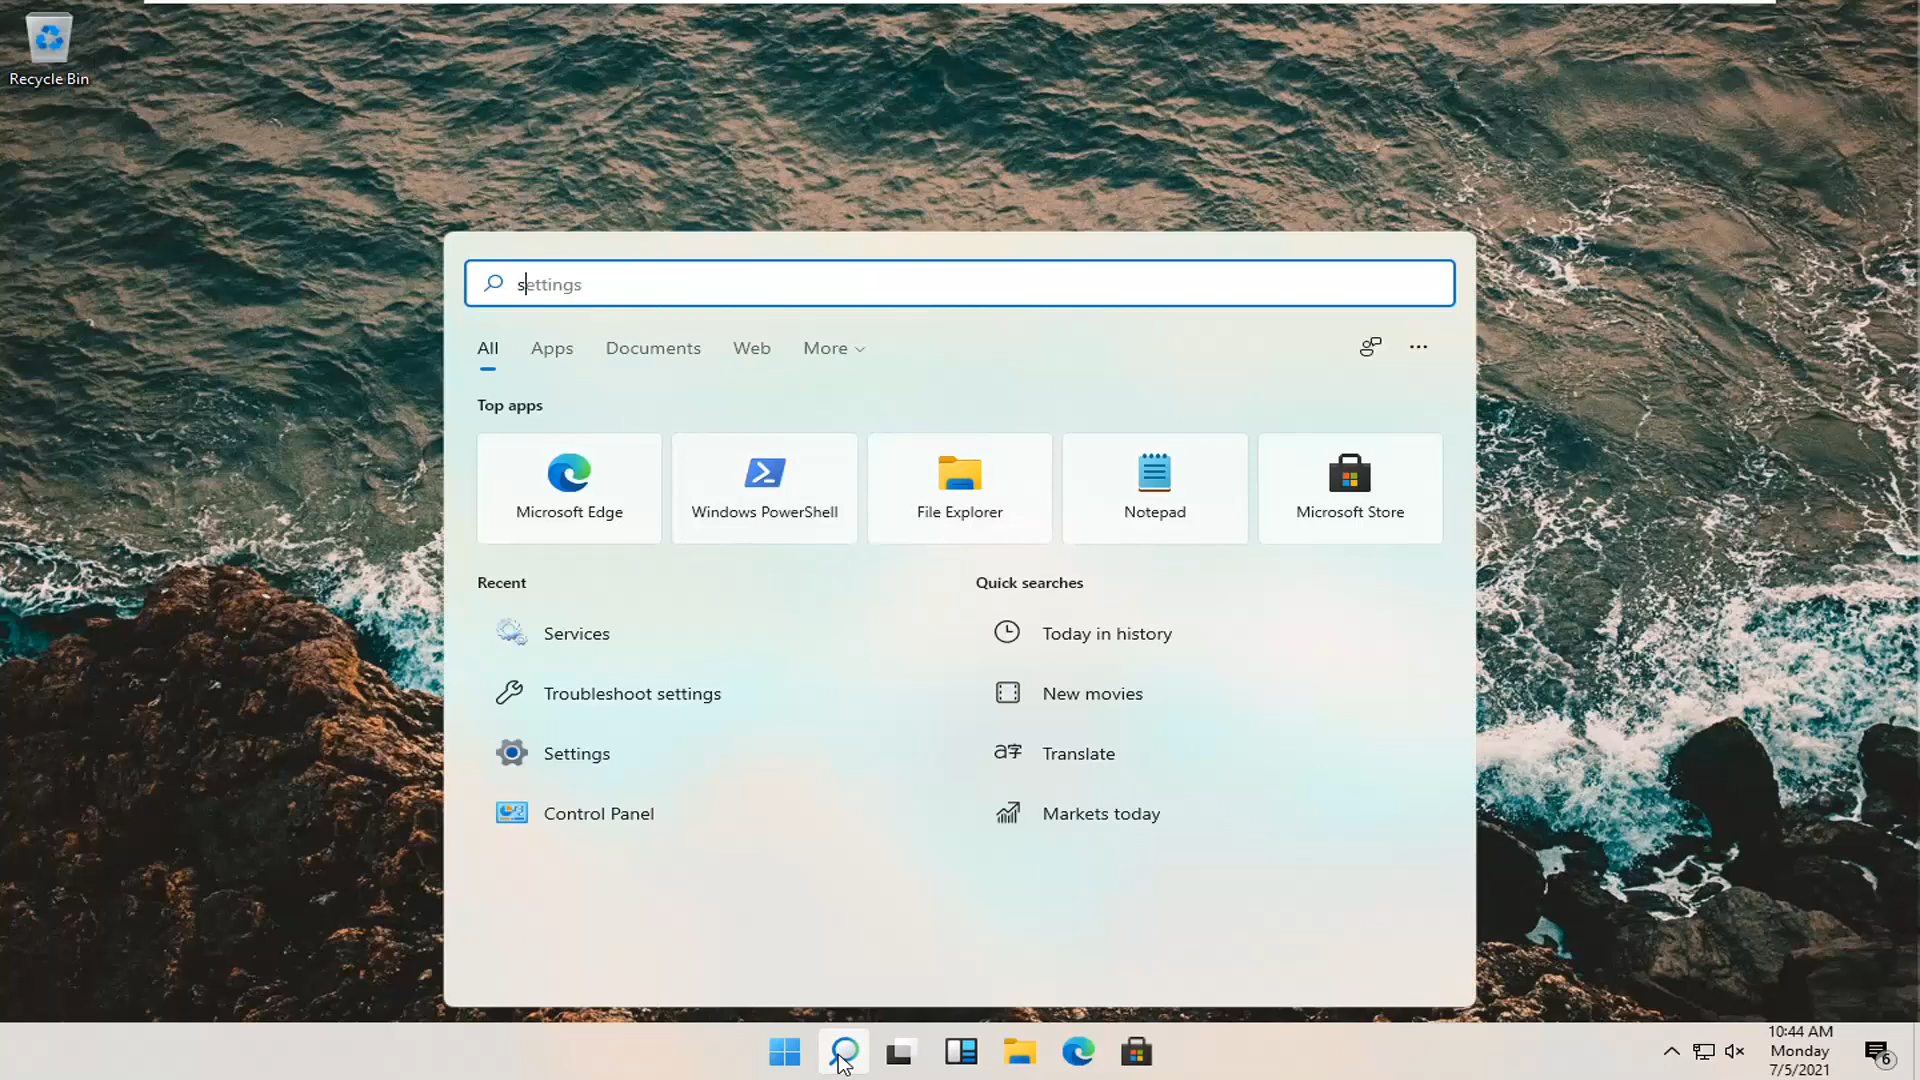 Recycle Bin
settings
All
Apps
Documents
Web
More
Top apps
Microsoft Edge
Windows PowerShell
File Explorer
Notepad
Microsoft Store
Recent
Quick searches
Services
Today in history
Troubleshoot settings
New movies
Settings
Translate
Control Panel
Markets today
10:44 AM
Monday
7/5/2021
6